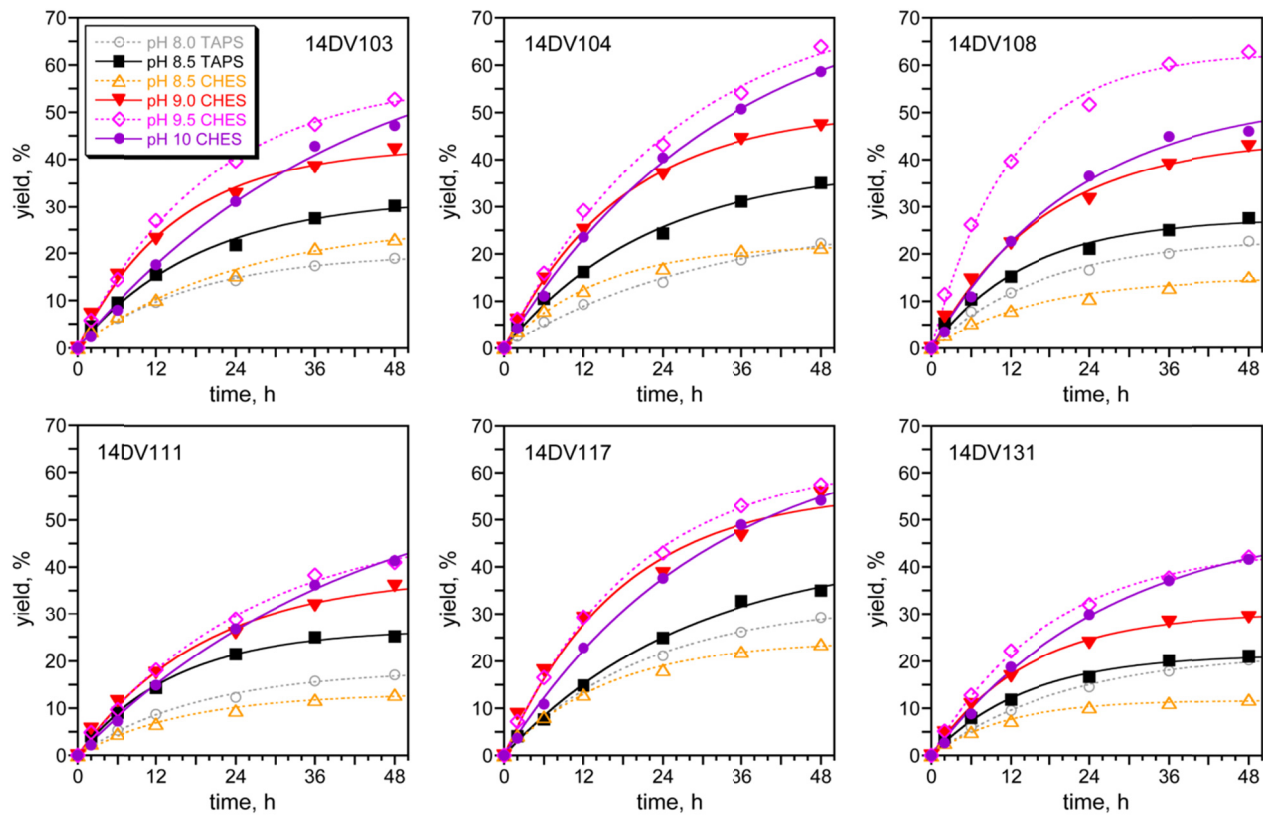 70
60
50
40
30
20
10
0
yield, %
pH 8.0 TAPS
pH 8.5 TAPS
pH 8.5 CHES
pH 9.0 CHES
pH 9.5 CHES
pH 10 CHES
14DV103
0 12 24 36 48
time, h
70
60
50
40
30
20
10
0
yield, %
14DV104
0 12 24 36 48
time, h
70
60
50
40
30
20
10
0
yield, %
14DV108
0 12 24 36 48
time, h
70
60
50
40
30
20
10
0
yield, %
14DV111
0 12 24 36 48
time, h
70
60
50
40
30
20
10
0
yield, %
14DV117
0 12 24 36 48
time, h
70
60
50
40
30
20
10
0
yield, %
14DV131
0 12 24 36 48
time, h